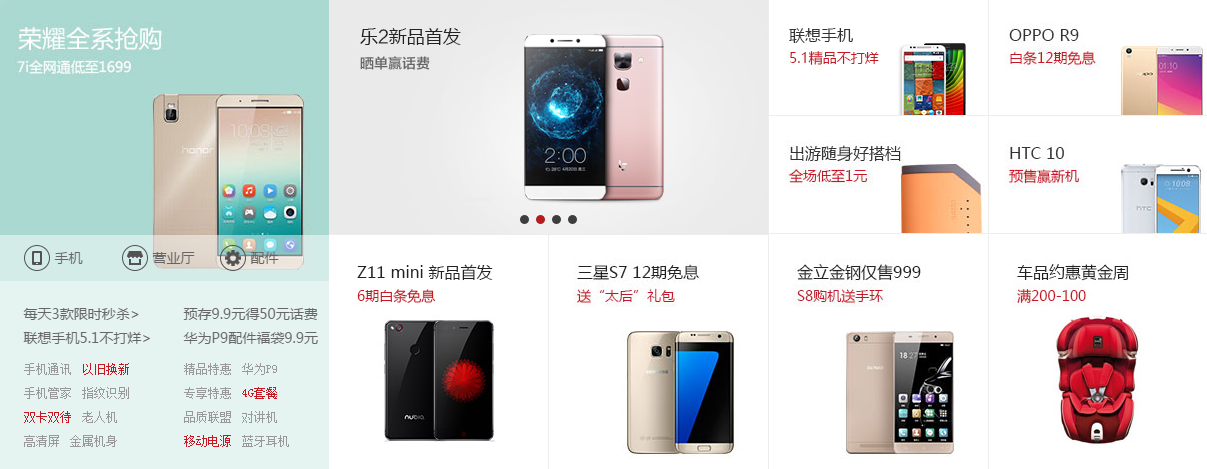 荣耀全系抢购
7i全网通低至1699
honor
手机 营业厅 配件
每天3款限时秒杀> 预存9.9元得50元话费
联想手机5.1不打烊> 华为P9配件福袋9.9元
手机通讯 以旧换新 精品特惠 华为P9
手机管家 指纹识别 专享特惠 4G套餐
双卡双待 老人机 品质联盟 对讲机
高清屏 金属机身 移动电源 蓝牙耳机
乐2新品首发
晒单赢话费
2:00
联想手机
5.1精品不打烊
OPPO R9
白条12期免息
出游随身好搭档
全场低至1元
HTC 10
预售赢新机
hTC
10:08
Z11 mini 新品首发
6期白条免息
nubia
三星S7 12期免息
送“太后”礼包
金立金钢仅售999
S8购机送手环
18:27
车品约惠黄金周
满200-100